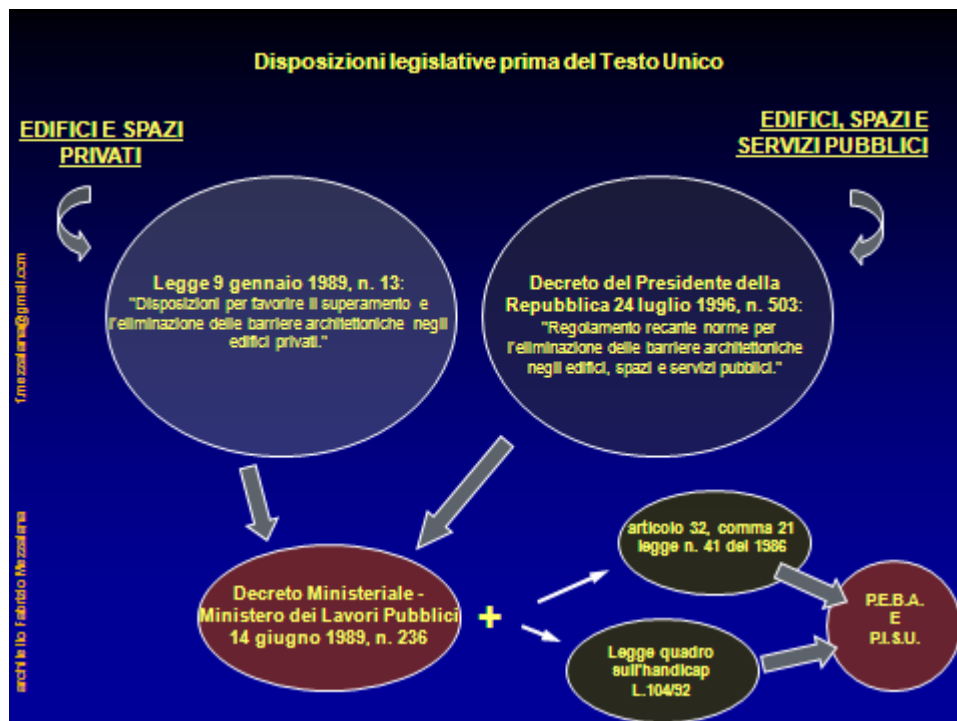 Disposizioni legislative prima del Testo Unico
EDIFICI E SPAZI
PRIVATI
EDIFICI, SPAZI E
SERVIZI PUBBLICI
Legge 9 gennaio 1989, n. 13:
"Disposizioni per favorire il superamento e
l'eliminazione delle barriere architettoniche negli
edifici privati."
Decreto del Presidente della
Repubblica 24 luglio 1996, n. 503:
"Regolamento recante norme per
l'eliminazione delle barriere architettoniche
negli edifici, spazi e servizi pubblici."
Decreto Ministeriale -
Ministero dei Lavori Pubblici
14 giugno 1989, n. 236
+
articolo 32, comma 21
legge n. 41 del 1986
Legge quadro
sull'handicap
L.104/92
P.E.B.A.
E
P.I.S.U.
Fabrizio Mezzalana